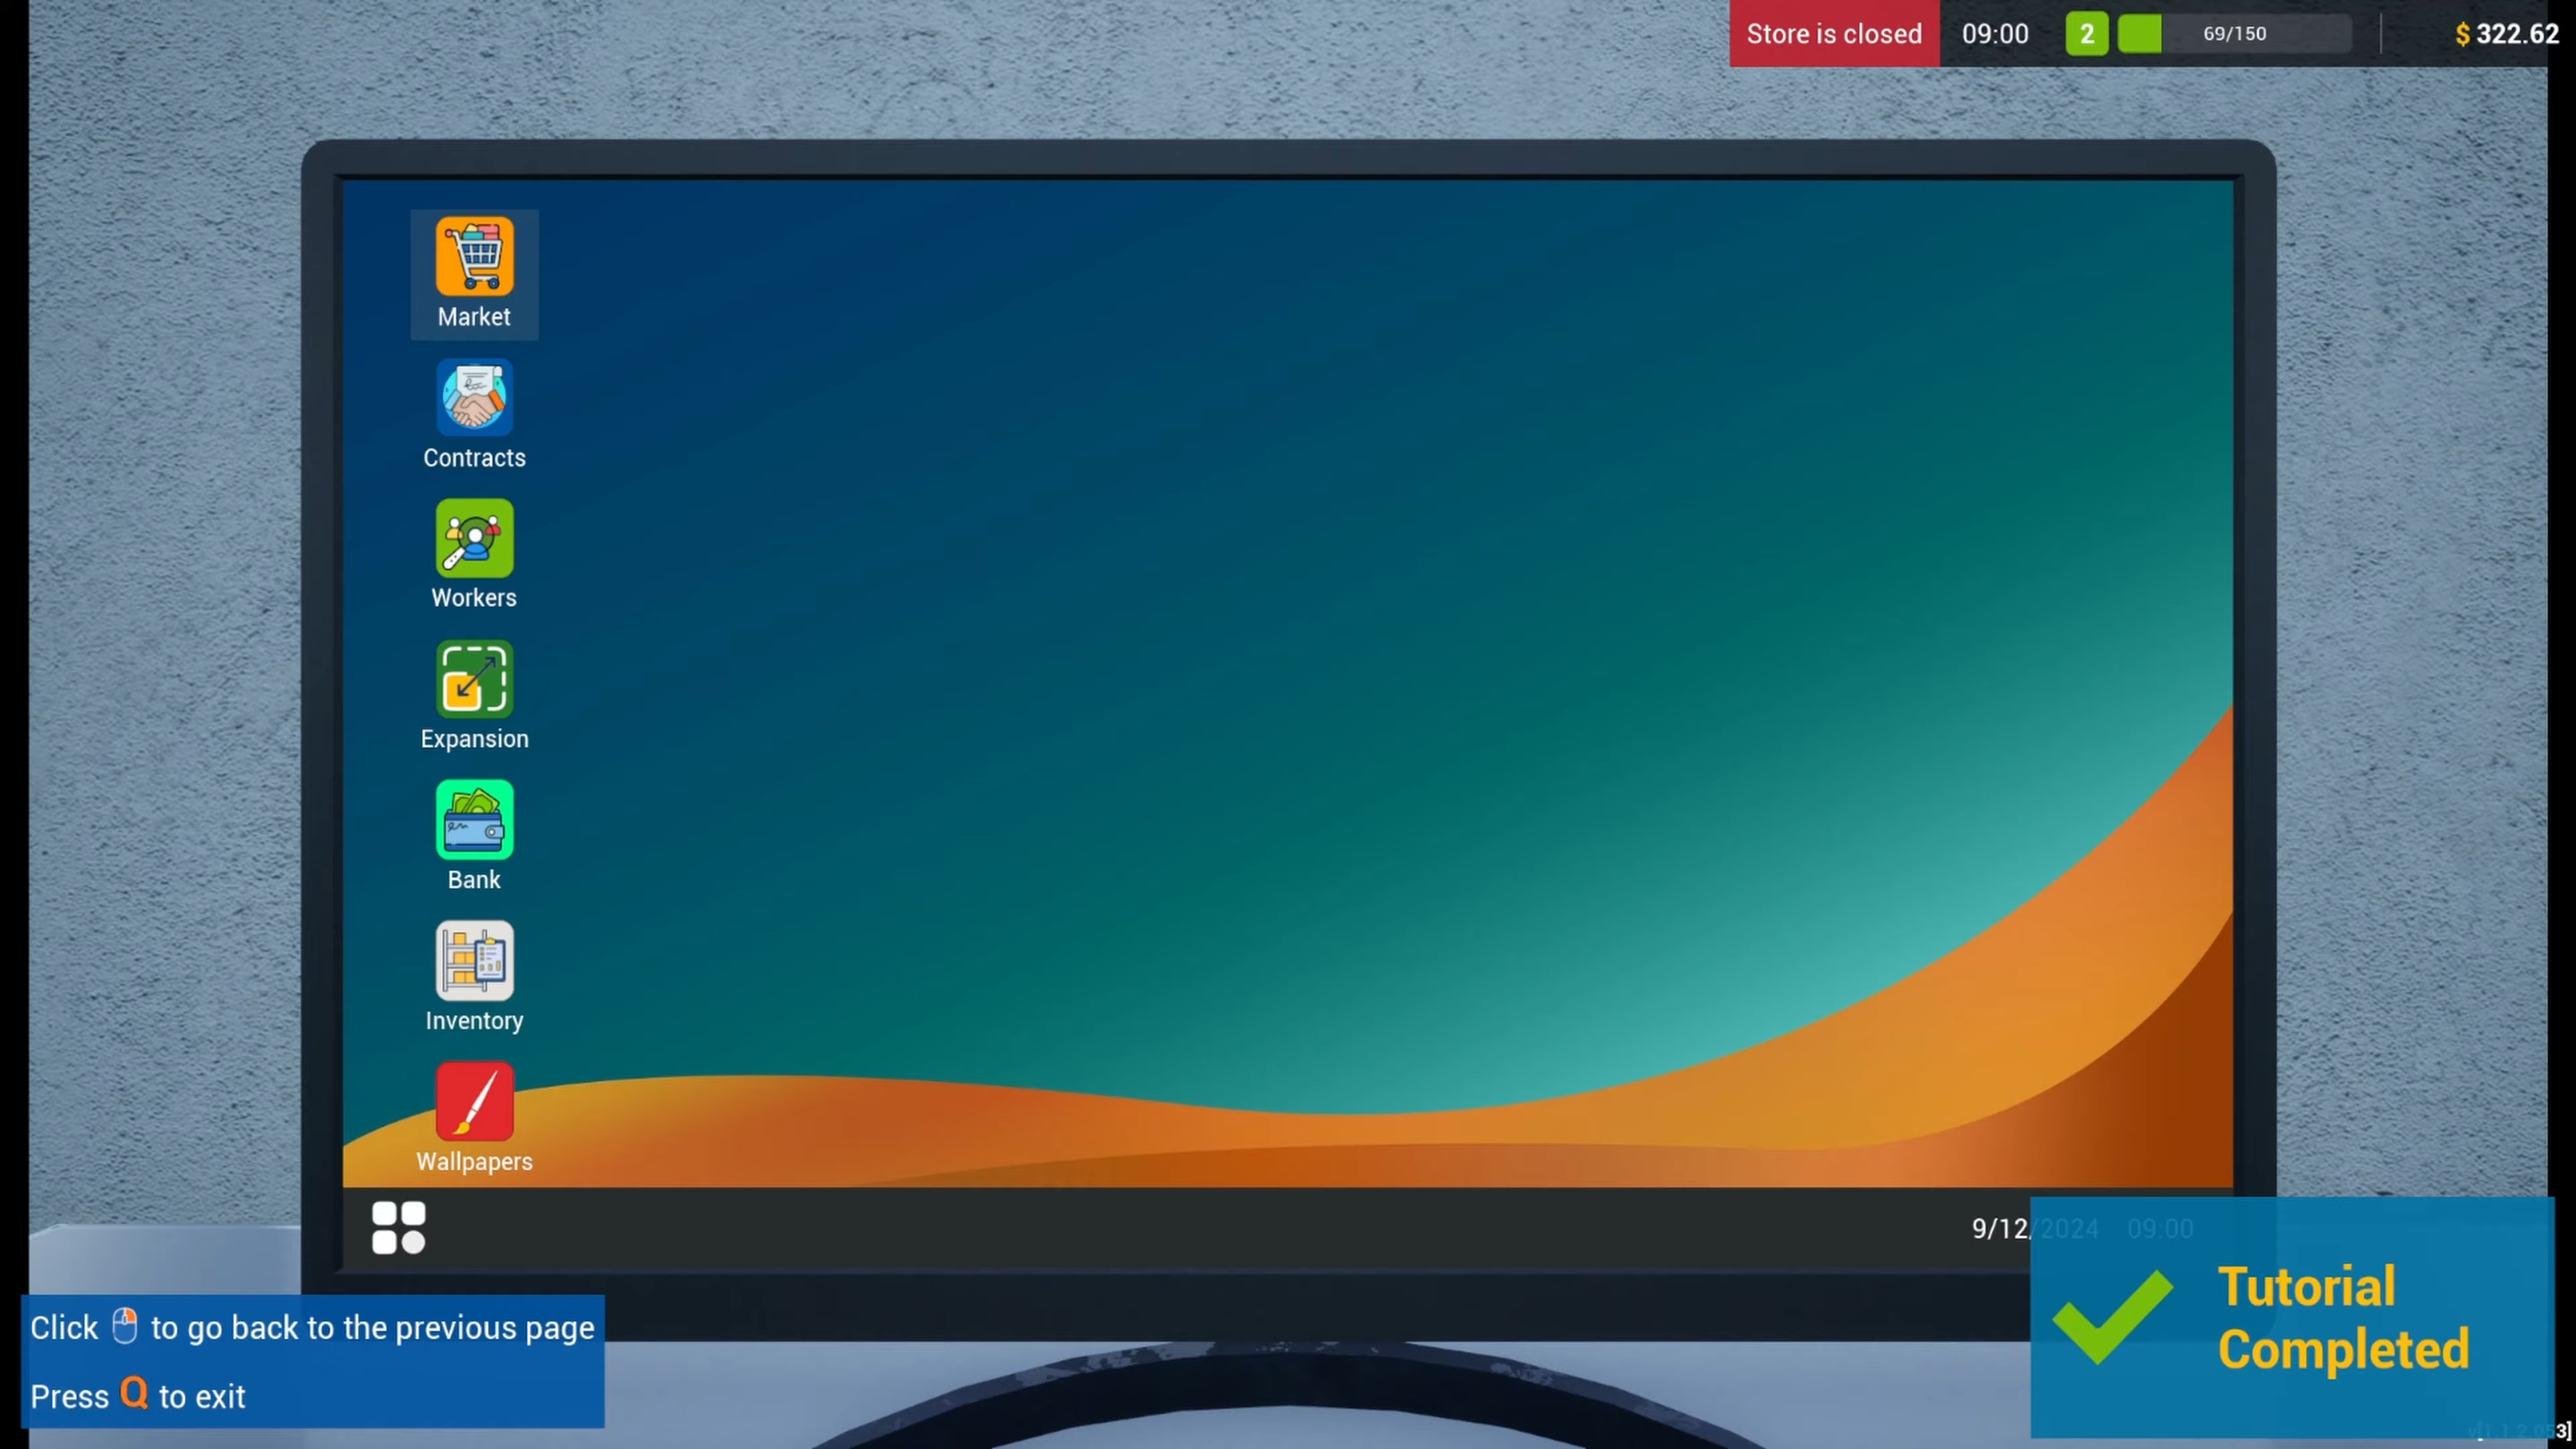 Store is closed 09:00 2 69/150 $ 322.62
Market
Contracts
Workers
Expansion
Bank
Inventory
Wallpapers
9/12/2024 09:00
Click to go back to the previous page
Press Q to exit
Tutorial
Completed